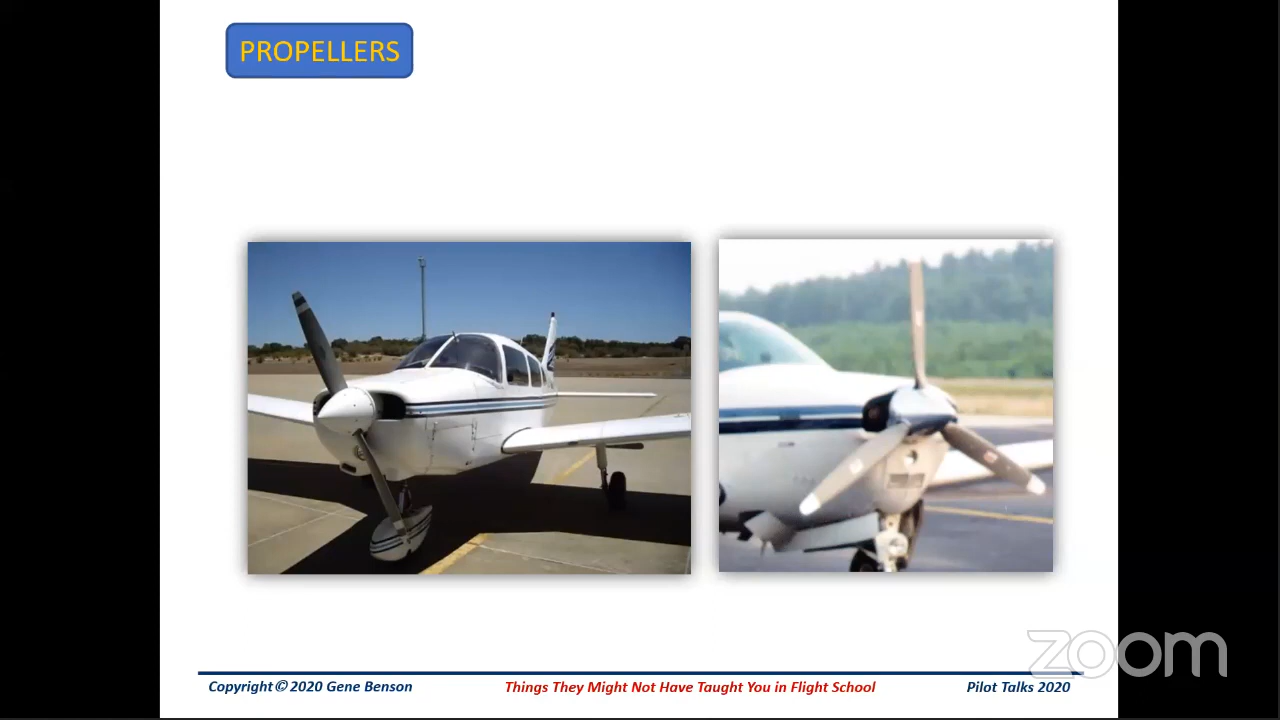 PROPELLERS
zoom
Copyright© 2020 Gene Benson
Things They Might Not Have Taught You in Flight School
Pilot Talks 2020